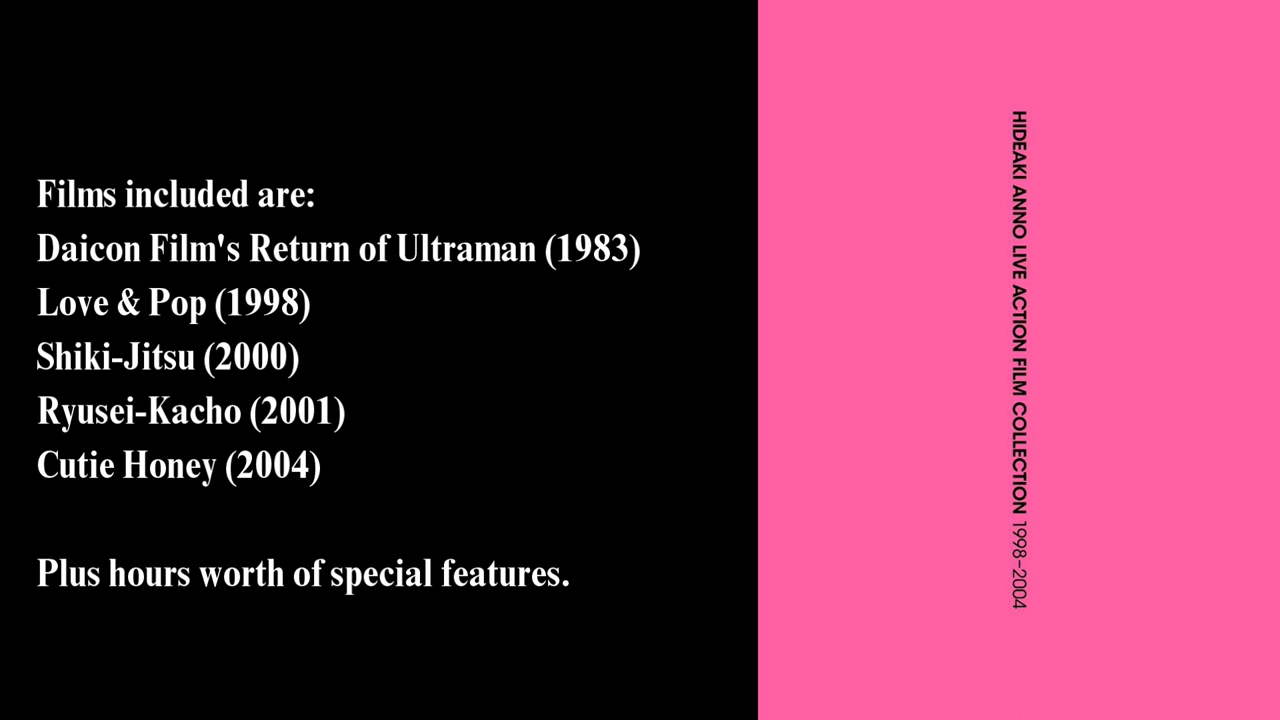 Films included are:
Daicon Film's Return of Ultraman (1983)
Love & Pop (1998)
Shiki-Jitsu (2000)
Ryusei-Kacho (2001)
Cutie Honey (2004)
Plus hours worth of special features.
HIDEAKI ANNO LIVE ACTION FILM COLLECTION 1998–2004